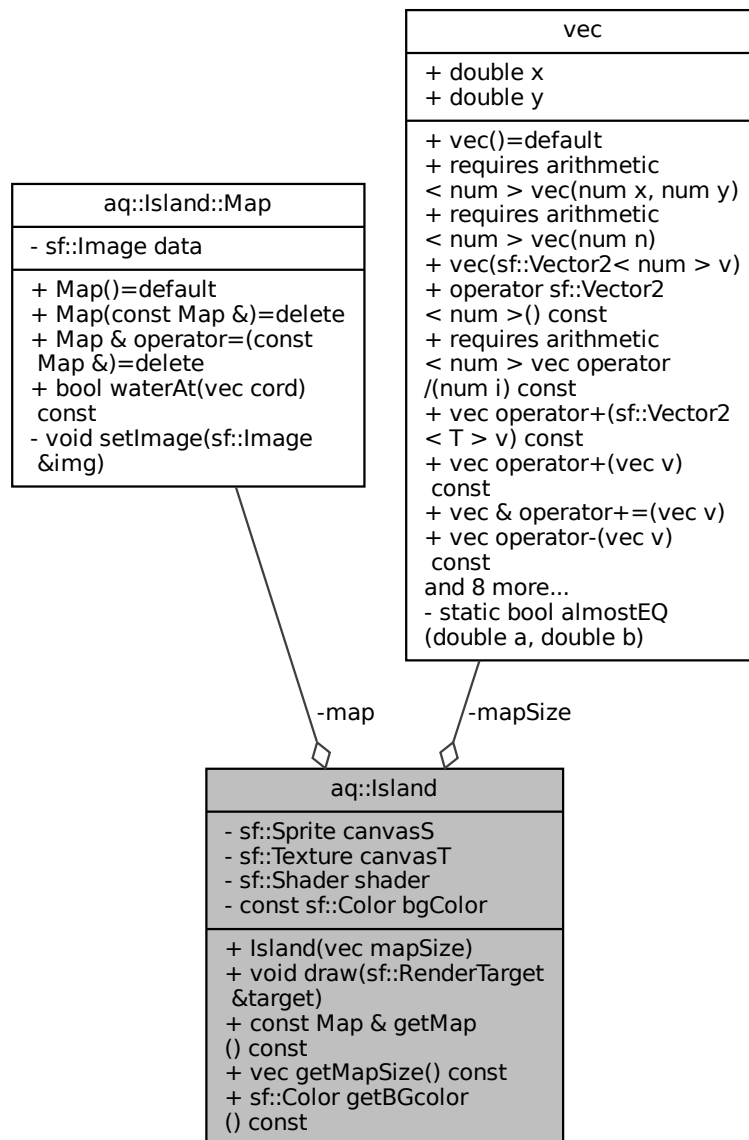 vec
+ double x
+ double y
+ vec()=default
+ requires arithmetic
< num > vec(num x, num y)
+ requires arithmetic
< num > vec(num n)
+ vec(sf::Vector2< num > v)
+ operator sf::Vector2
< num >() const
+ requires arithmetic
< num > vec operator
/(num i) const
+ vec operator+(sf::Vector2
< T > v) const
+ vec operator+(vec v)
const
+ vec & operator+=(vec v)
+ vec operator-(vec v)
const
and 8 more...
- static bool almostEQ
(double a, double b)
aq::Island::Map
- sf::Image data
+ Map()=default
+ Map(const Map &)=delete
+ Map & operator=(const
Map &)=delete
+ bool waterAt(vec cord)
const
- void setImage(sf::Image
&img)
-map
-mapSize
aq::Island
- sf::Sprite canvasS
- sf::Texture canvasT
- sf::Shader shader
- const sf::Color bgColor
+ Island(vec mapSize)
+ void draw(sf::RenderTarget
&target)
+ const Map & getMap
() const
+ vec getMapSize() const
+ sf::Color getBGcolor
() const